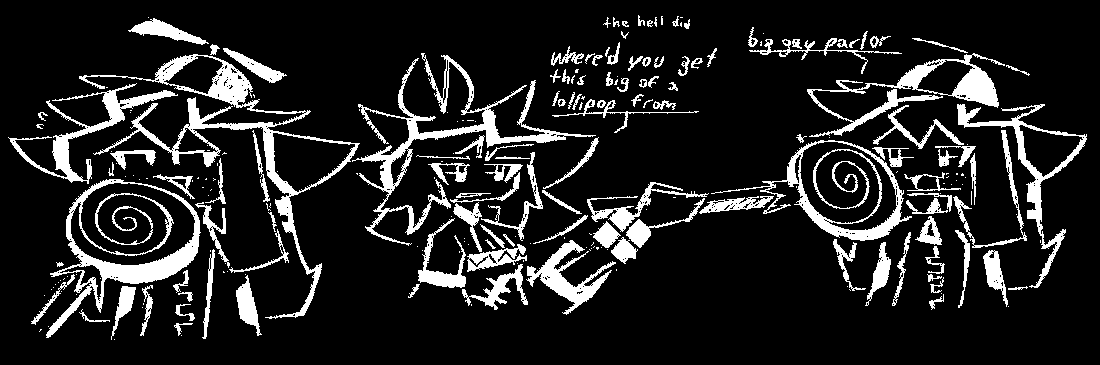 the hell did
where'd you get
this big of a
lollipop from
big gay parlor